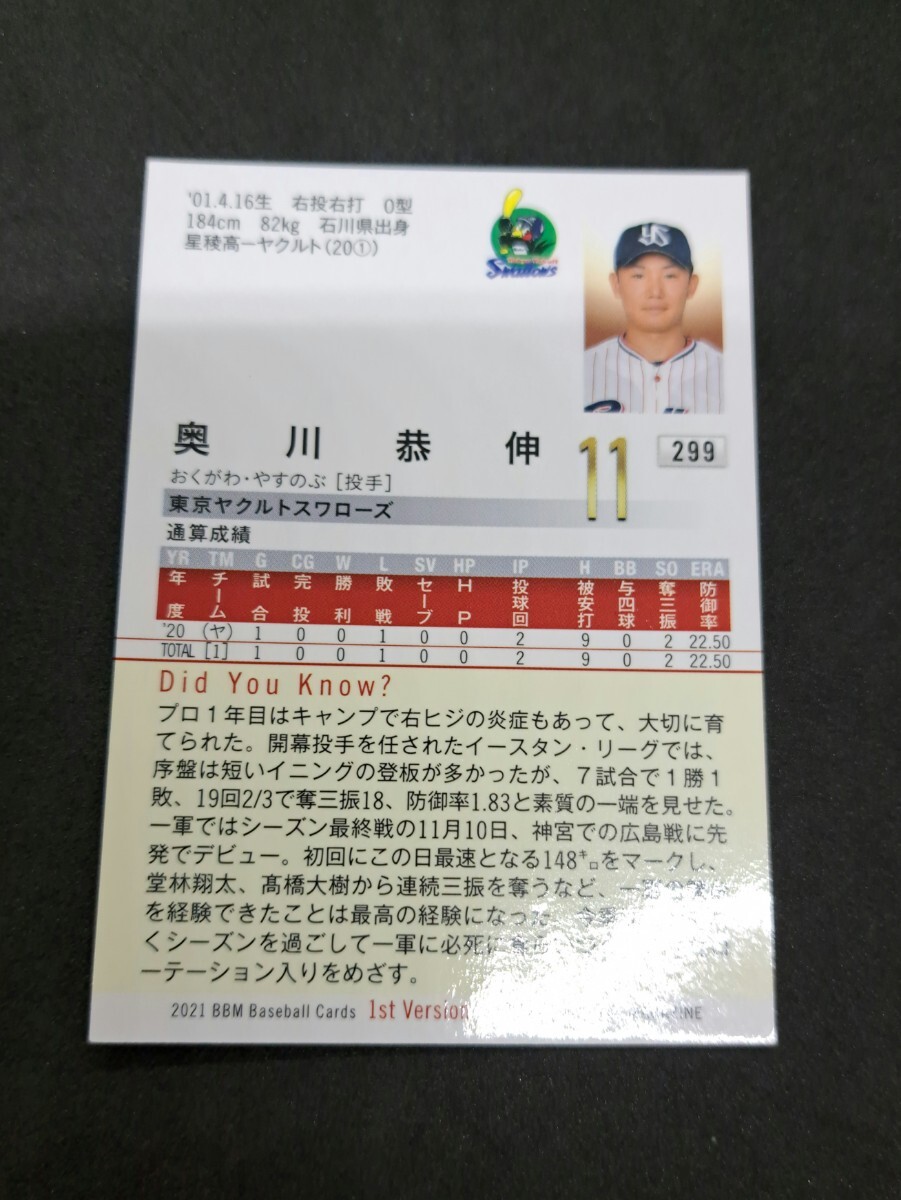 '01.4.16生 右投右打 O型
184cm 82kg 石川県出身
星稜高ーヤクルト(20①)
Swallows
YS
奥川恭伸 11 299
おくがわ・やすのぶ [投手]
東京ヤクルトスワローズ
通算成績
YR TM G CG W L SV HP IP H BB SO ERA
年度 チーム 試合 完投 勝利 敗戦 セーブ HP 投球回 被安打 与四球 奪三振 防御率
'20 (ヤ) 1 0 0 1 0 0 2 9 0 2 22.50
TOTAL [1] 1 0 0 1 0 0 2 9 0 2 22.50
Did You Know?
プロ1年目はキャンプで右ヒジの炎症もあって、大切に育
てられた。開幕投手を任されたイースタン・リーグでは、
序盤は短いイニングの登板が多かったが、7試合で1勝1
敗、19回2/3で奪三振18、防御率1.83と素質の一端を見せた。
一軍ではシーズン最終戦の11月10日、神宮での広島戦に先
発でデビュー。初回にこの日最速となる148㌔をマークし、
堂林翔太、髙橋大樹から連続三振を奪うなど、一
を経験できたことは最高の経験になった
くシーズンを過ごして一軍に必死に
ーテーション入りをめざす。
2021 BBM Baseball Cards 1st Version